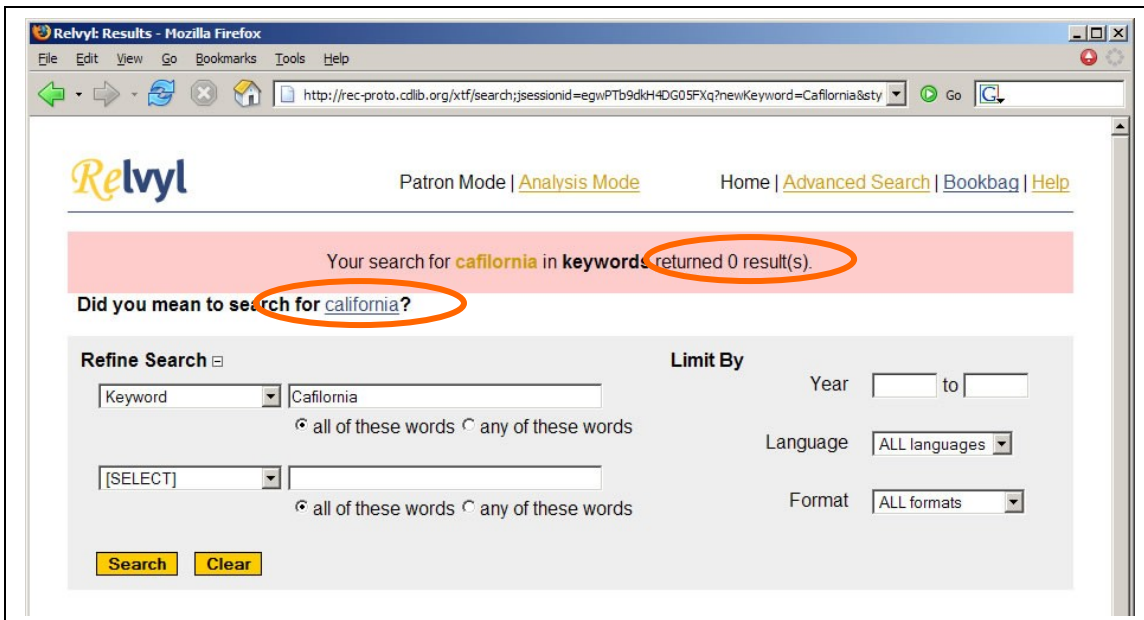 Relvyl: Results - Mozilla Firefox
File Edit View Go Bookmarks Tools Help
http://rec-proto.cdlib.org/xtf/search;jsessionid=egwPTb9dkH4DG05FXq?newKeyword=Cafilornia&sty Go G
Relvyl Patron Mode | Analysis Mode Home | Advanced Search | Bookbag | Help
Your search for cafilornia in keywords returned 0 result(s).
Did you mean to search for california?
Refine Search Limit By
Year to
Keyword Cafilornia
all of these words any of these words
Language ALL languages
[SELECT]
Format ALL formats
all of these words any of these words
Search Clear